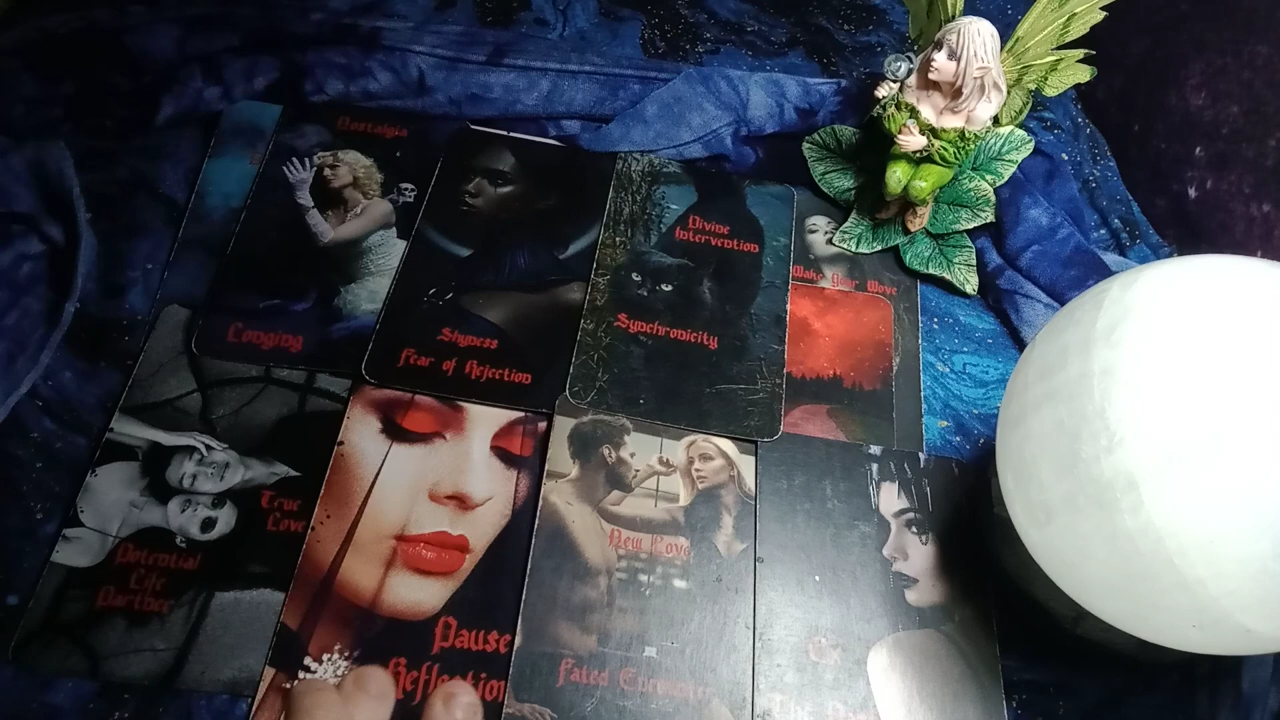 Nostalgia
Longing
Shyness
Fear of Rejection
Divine
Intervention
Synchronicity
Make Your Move
True
Love
Potential
Life
Partner
Pause
Reflection
New Love
Fated Encounter
Ex
The